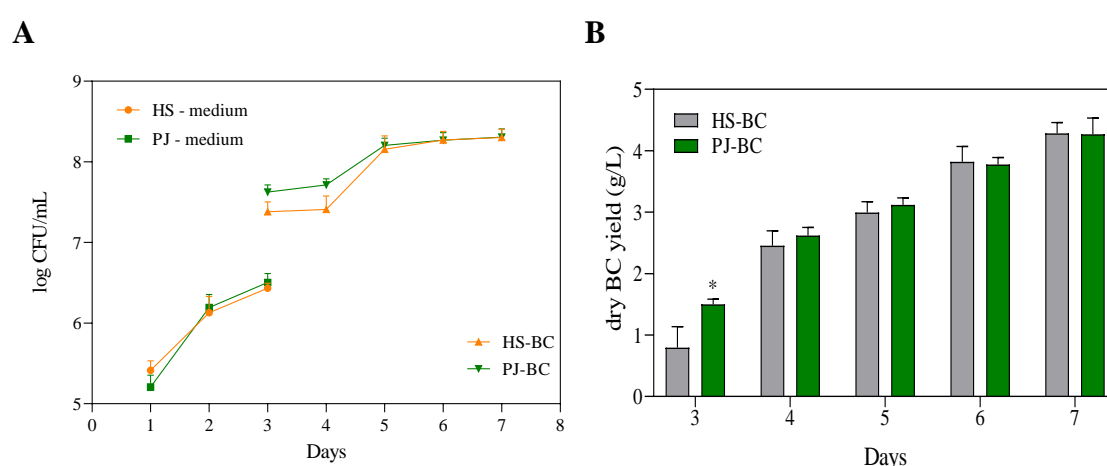 A
log CFU/mL
9
8
7
6
5
HS - medium
PJ - medium
HS-BC
PJ-BC
0 1 2 3 4 5 6 7 8
Days
B
dry BC yield (g/L)
5
4
3
2
1
0
HS-BC
PJ-BC
*
3 4 5 6 7
Days